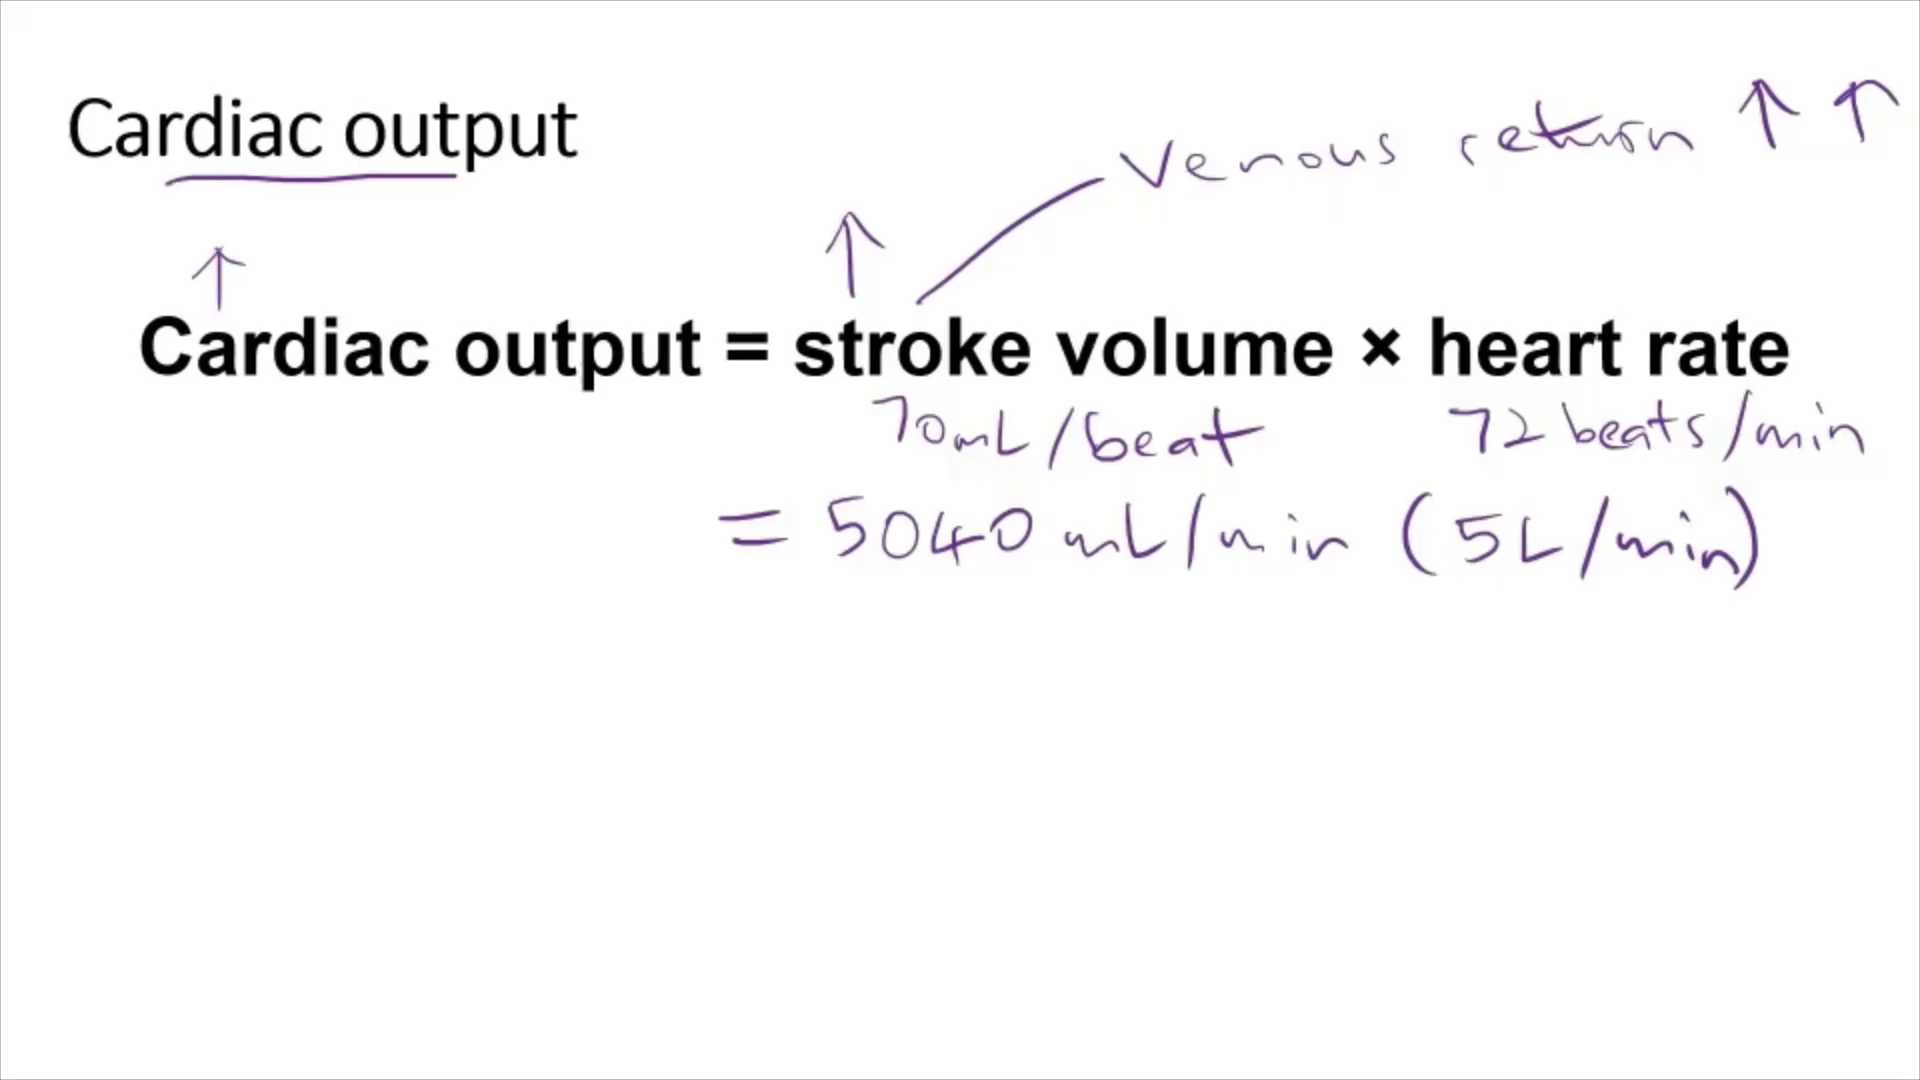 Cardiac output
Venous return ↑ ↑
↑ ↑
Cardiac output = stroke volume × heart rate
70mL/beat 72 beats/min
= 5040 mL/min (5L/min)